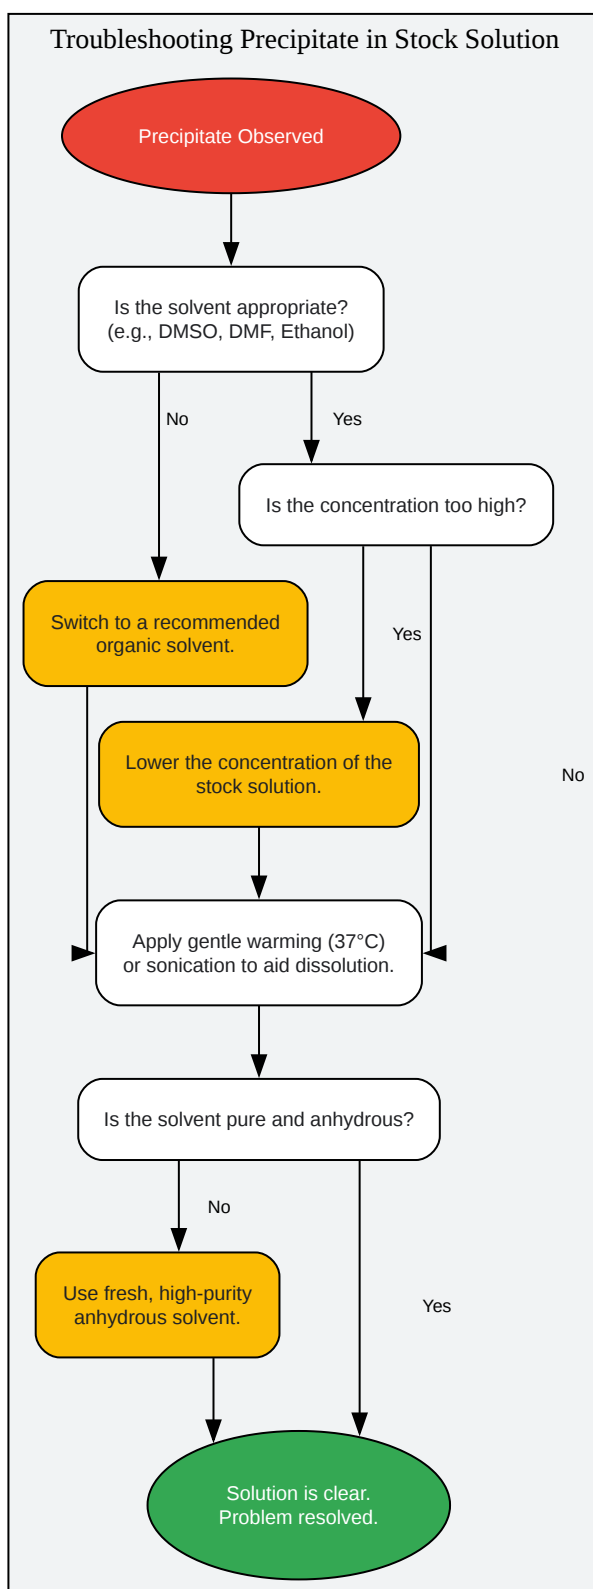 Troubleshooting Precipitate in Stock Solution
Precipitate Observed
Is the solvent appropriate?
(e.g., DMSO, DMF, Ethanol)
No
Yes
Is the concentration too high?
Switch to a recommended
organic solvent.
Yes
Lower the concentration of the
stock solution.
No
Apply gentle warming (37°C)
or sonication to aid dissolution.
Is the solvent pure and anhydrous?
No
Use fresh, high-purity
anhydrous solvent.
Yes
Solution is clear.
Problem resolved.